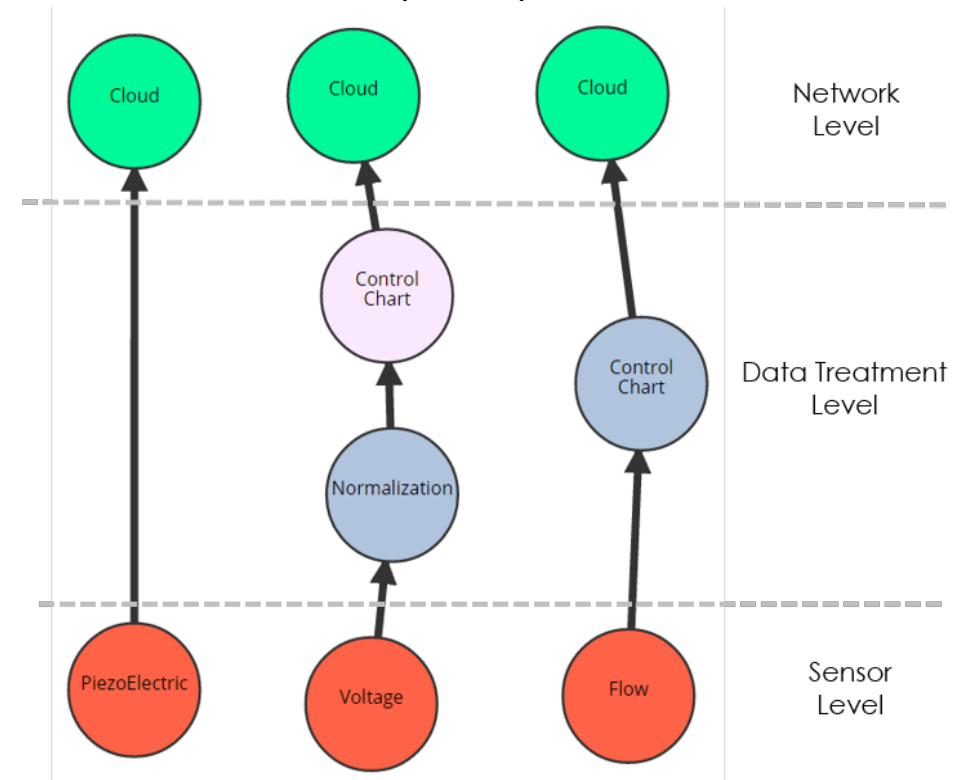 Cloud
Cloud
Cloud
Network
Level
Control
Chart
Control
Chart
Data Treatment
Level
Normalization
PiezoElectric
Voltage
Flow
Sensor
Level